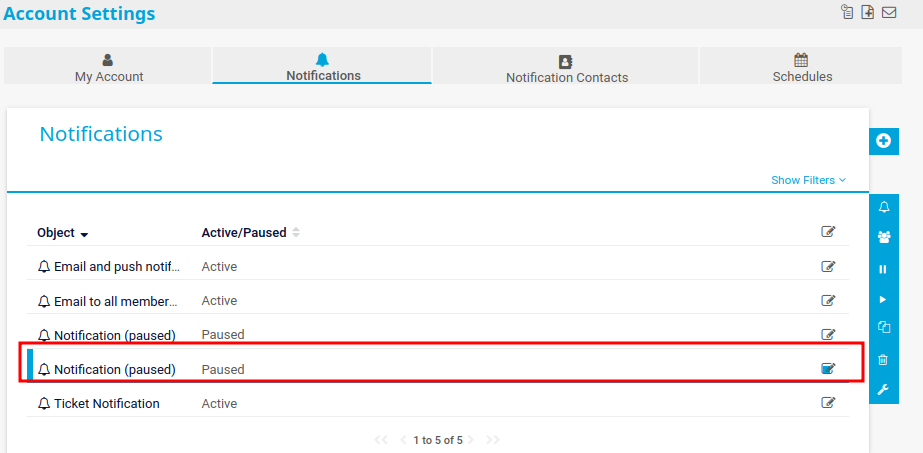 Account Settings
My Account
Notifications
Notification Contacts
Schedules
Notifications
Show Filters
Object
Active/Paused
Email and push notif...
Active
Email to all member...
Active
Notification (paused)
Paused
Notification (paused)
Paused
Ticket Notification
Active
1 to 5 of 5